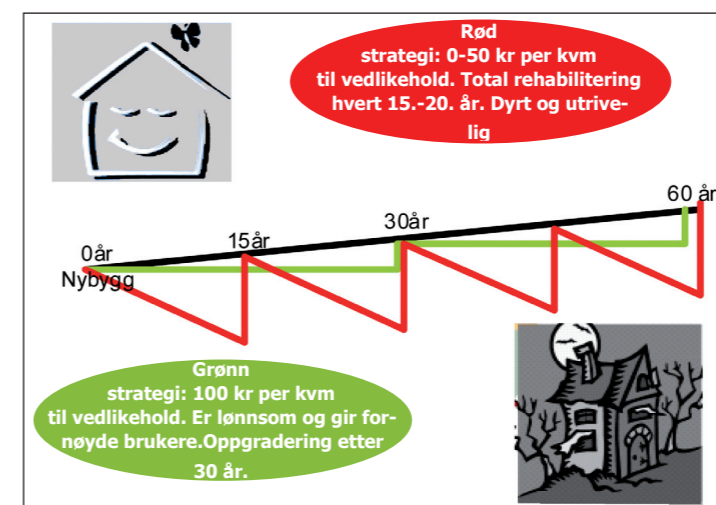 Rød
strategi: 0-50 kr per kvm
til vedlikehold. Total rehabilitering
hvert 15.-20. år. Dyrt og utrive-
lig
60 år
30år
15år
0år
Nybygg
Grønn
strategi: 100 kr per kvm
til vedlikehold. Er lønnsom og gir for-
nøyde brukere.Oppgradering etter
30 år.